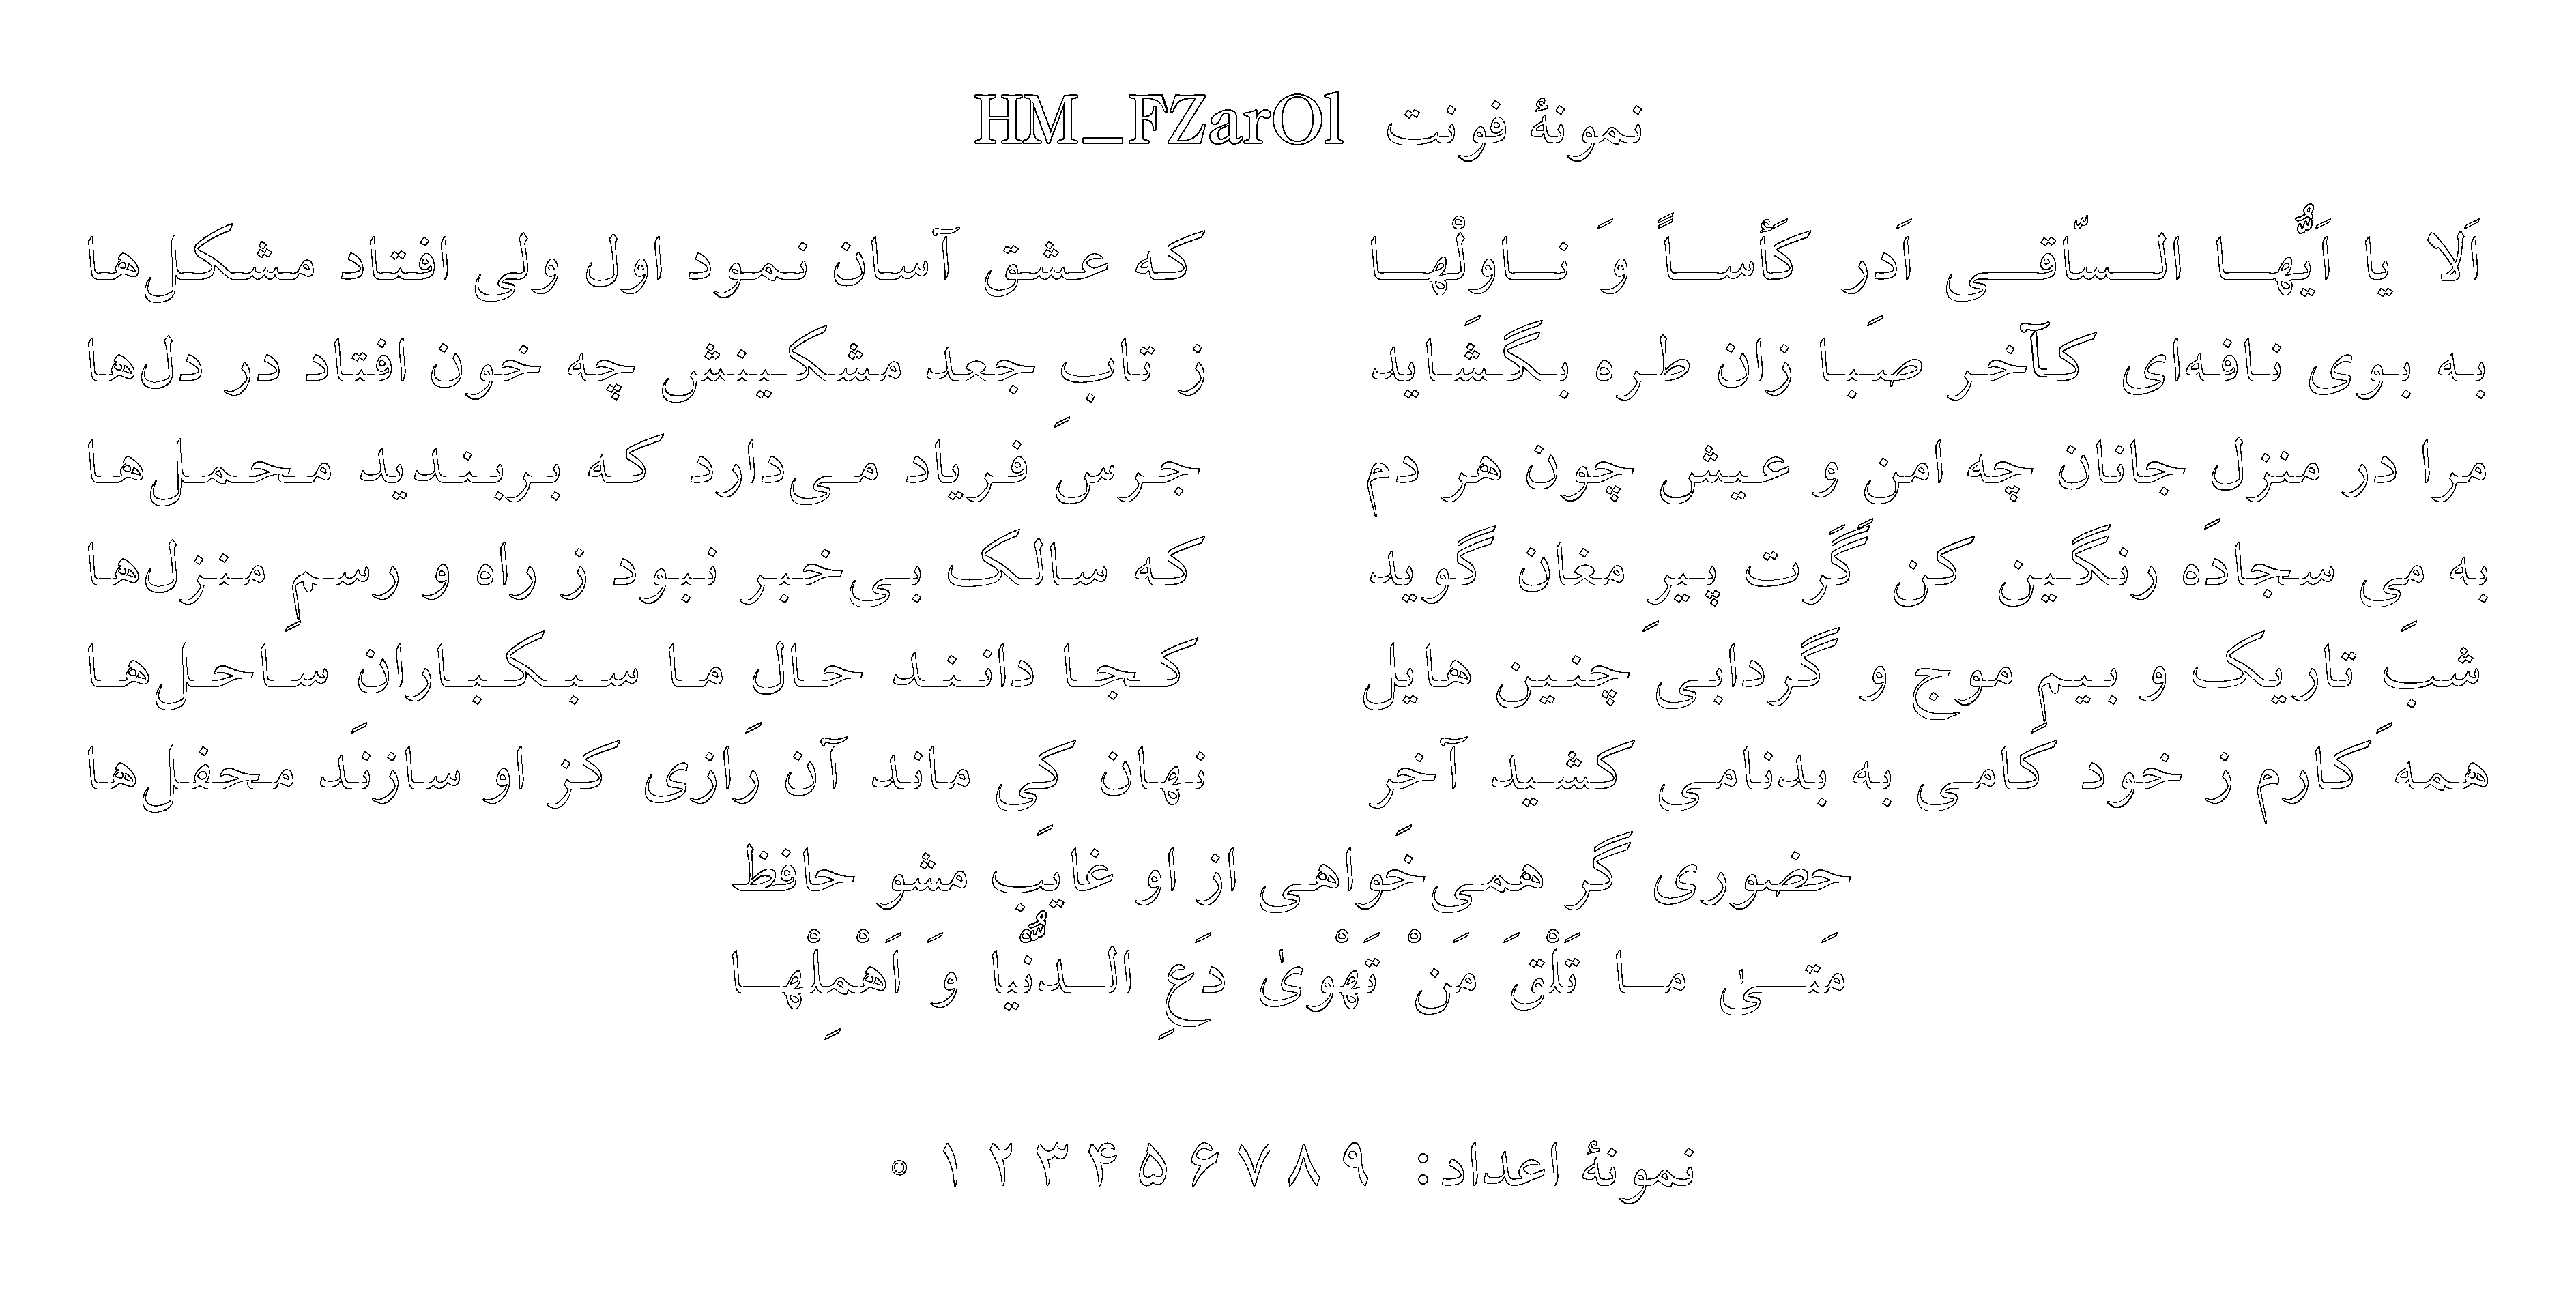 نمونهٔ فونت HM_FZarOl
اَلا یا اَیُّها السّاقی اَدَر کَأساً وَ ناولْها که عشق آسان نمود اول ولی افتاد مشکل‌ها
به بوی نافه‌ای کآخر صبا زان طره بگشاید ز تابِ جعد مشکینش چه خون افتاد در دل‌ها
مرا در منزل جانان چه امن و عیش چون هر دم جرس فریاد می‌دارد که بربندید محمل‌ها
به می سجاده رنگین کن گرت پیرِ مغان گوید که سالک بی‌خبر نبود ز راه و رسمِ منزل‌ها
شب تاریک و بیمِ موج و گردابی چنین هایل کجا دانند حال ما سبکباران ساحل‌ها
همه کارم ز خود کامی به بدنامی کشید آخر نهان کی ماند آن رازی کز او سازند محفل‌ها
حضوری گر همی‌خواهی از او غایب مشو حافظ
مَتیٰ ما تَلْقَ مَنْ تَهْویٰ دَعِ الدُّنْیا وَ اَهْمِلْها
نمونهٔ اعداد: ۹ ۸ ۷ ۶ ۵ ۴ ۳ ۲ ۱ ۰